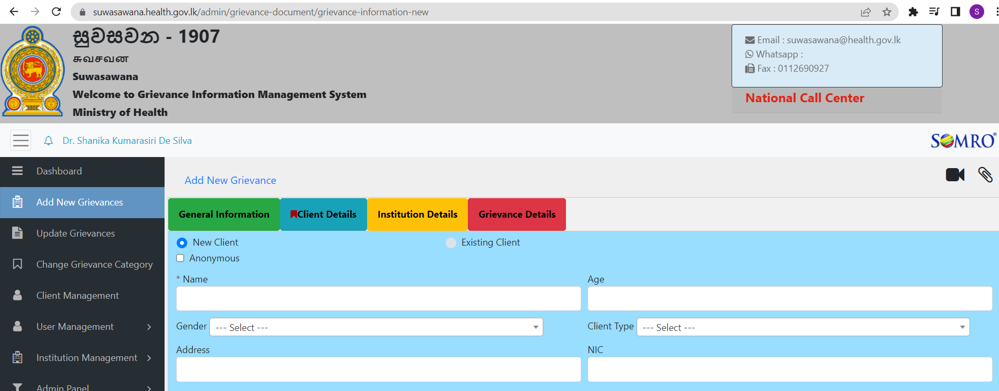 suwasawana.health.gov.lk/admin/grievance-document/grievance-information-new
S
සුවසවන - 1907
சுவசவன
Suwasawana
Welcome to Grievance Information Management System
Ministry of Health
Email : suwasawana@health.gov.lk
Whatsapp :
Fax : 0112690927
National Call Center
Dr. Shanika Kumarasiri De Silva
SOMRO®
Dashboard
Add New Grievances
Update Grievances
Change Grievance Category
Client Management
User Management
Institution Management
Admin Panel
Add New Grievance
General Information
Client Details
Institution Details
Grievance Details
New Client
Existing Client
Anonymous
* Name
Age
Gender
--- Select ---
Client Type
--- Select ---
Address
NIC